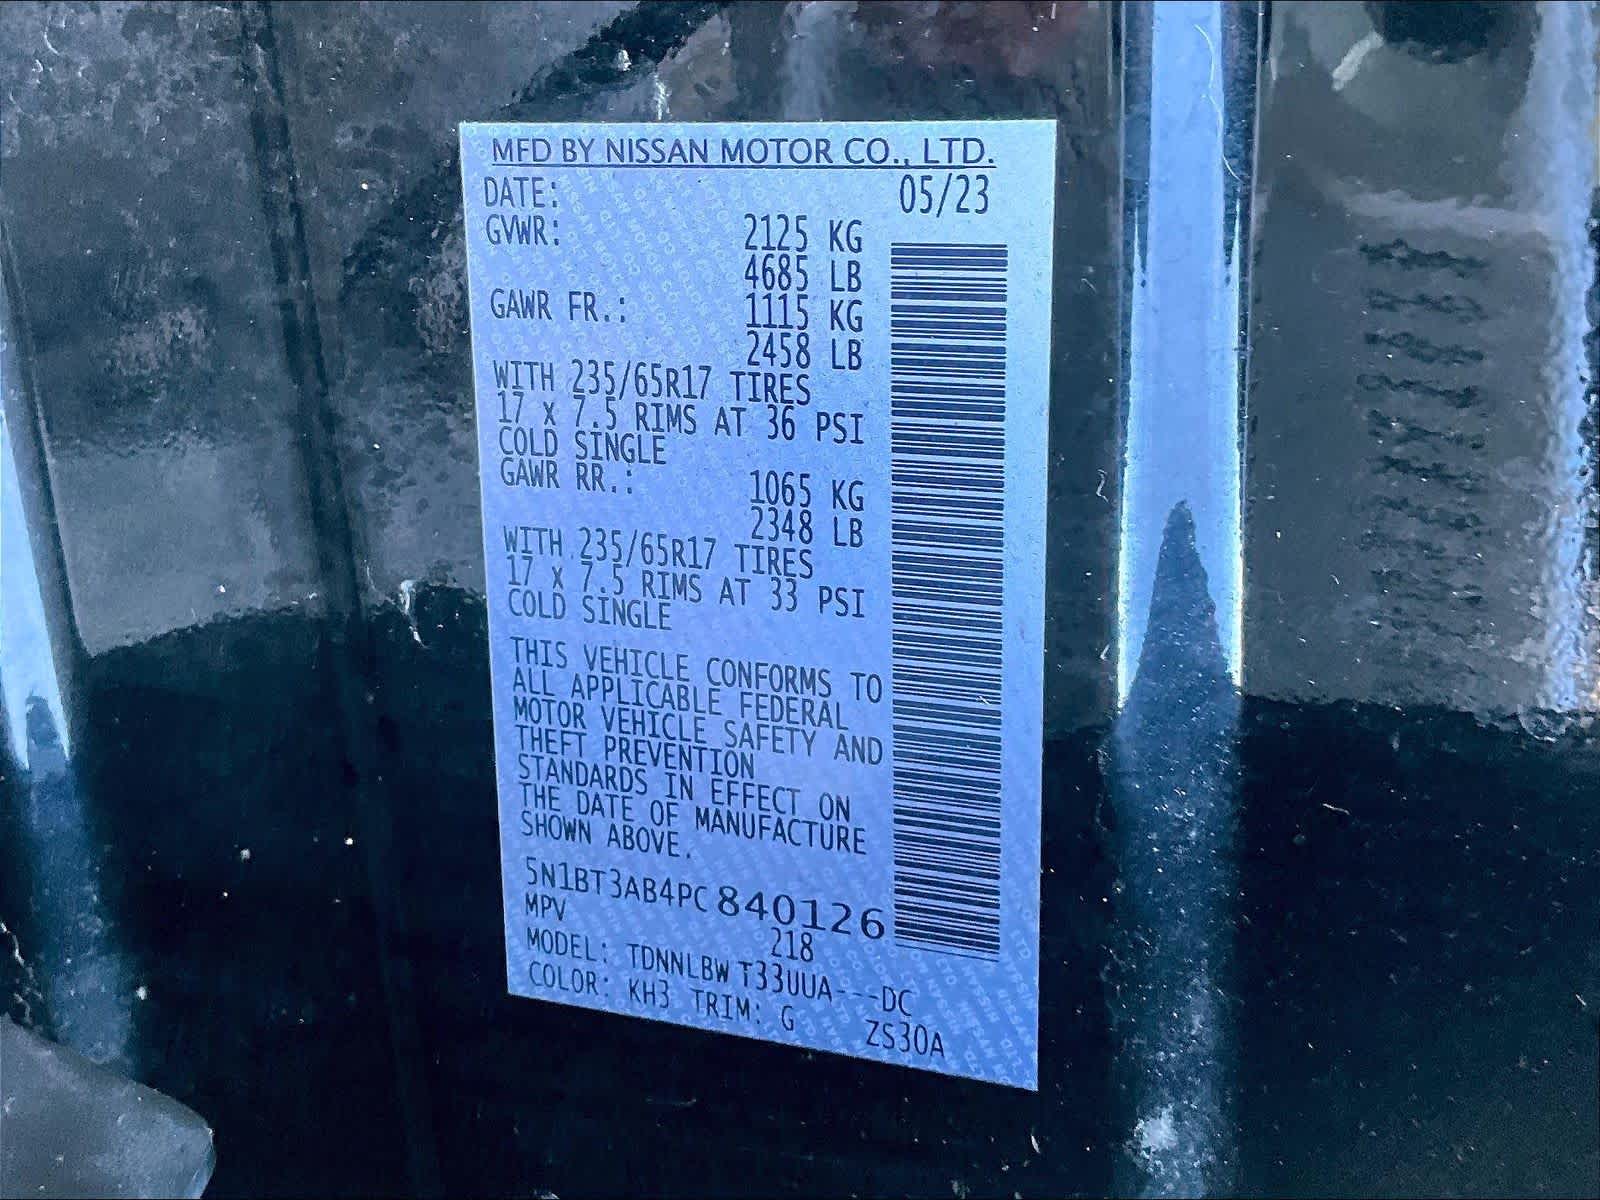 MFD BY NISSAN MOTOR CO., LTD.
DATE: 05/23
GVWR: 2125 KG
4685 LB
GAWR FR.: 1115 KG
2458 LB
WITH 235/65R17 TIRES
17 x 7.5 RIMS AT 36 PSI
COLD SINGLE
GAWR RR.: 1065 KG
2348 LB
WITH 235/65R17 TIRES
17 x 7.5 RIMS AT 33 PSI
COLD SINGLE
THIS VEHICLE CONFORMS TO
ALL APPLICABLE FEDERAL
MOTOR VEHICLE SAFETY AND
THEFT PREVENTION
STANDARDS IN EFFECT ON
THE DATE OF MANUFACTURE
SHOWN ABOVE.
5N1BT3AB4PC 840126
MPV 218
MODEL: TDNNLBW T33UUA---DC
COLOR: KH3 TRIM: G ZS30A